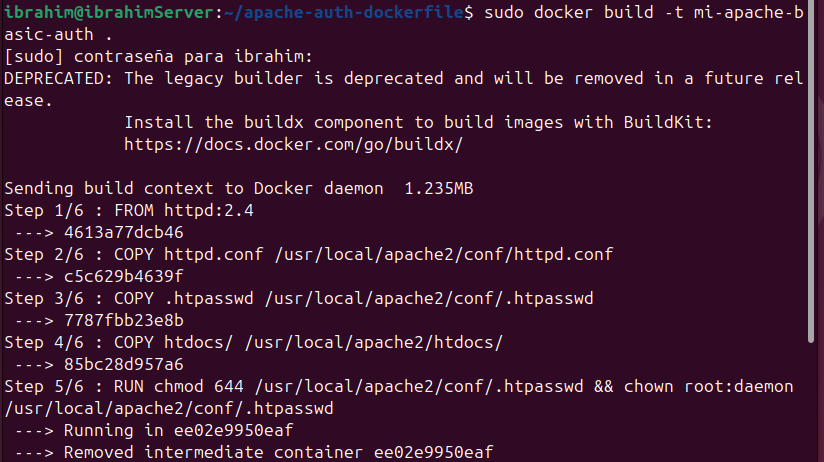 ibrahim@ibrahimServer:~/apache-auth-dockerfile$ sudo docker build -t mi-apache-b
asic-auth .
[sudo] contraseña para ibrahim:
DEPRECATED: The legacy builder is deprecated and will be removed in a future rel
ease.
            Install the buildx component to build images with BuildKit:
            https://docs.docker.com/go/buildx/

Sending build context to Docker daemon  1.235MB
Step 1/6 : FROM httpd:2.4
 ---> 4613a77dcb46
Step 2/6 : COPY httpd.conf /usr/local/apache2/conf/httpd.conf
 ---> c5c629b4639f
Step 3/6 : COPY .htpasswd /usr/local/apache2/conf/.htpasswd
 ---> 7787fbb23e8b
Step 4/6 : COPY htdocs/ /usr/local/apache2/htdocs/
 ---> 85bc28d957a6
Step 5/6 : RUN chmod 644 /usr/local/apache2/conf/.htpasswd && chown root:daemon
/usr/local/apache2/conf/.htpasswd
 ---> Running in ee02e9950eaf
 ---> Removed intermediate container ee02e9950eaf